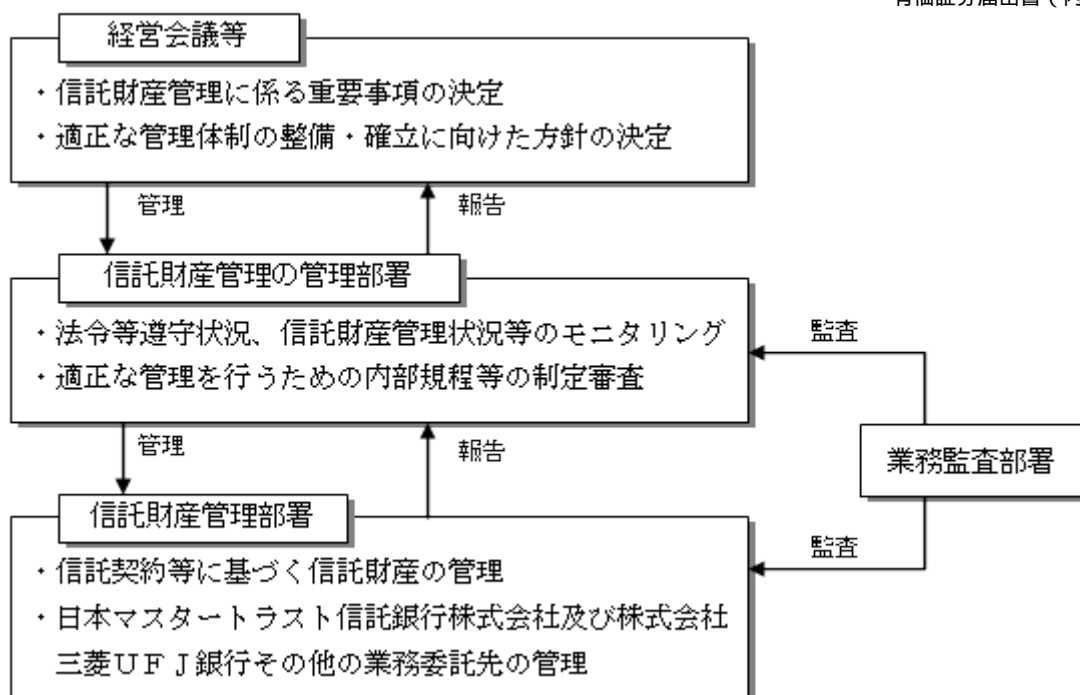 有価証券届出書（内
経営会議等
・信託財産管理に係る重要事項の決定
・適正な管理体制の整備・確立に向けた方針の決定
管理
報告
信託財産管理の管理部署
・法令等遵守状況、信託財産管理状況等のモニタリング
・適正な管理を行うための内部規程等の制定審査
監査
管理
報告
業務監査部署
信託財産管理部署
監査
・信託契約等に基づく信託財産の管理
・日本マスタートラスト信託銀行株式会社及び株式会社
三菱ＵＦＪ銀行その他の業務委託先の管理